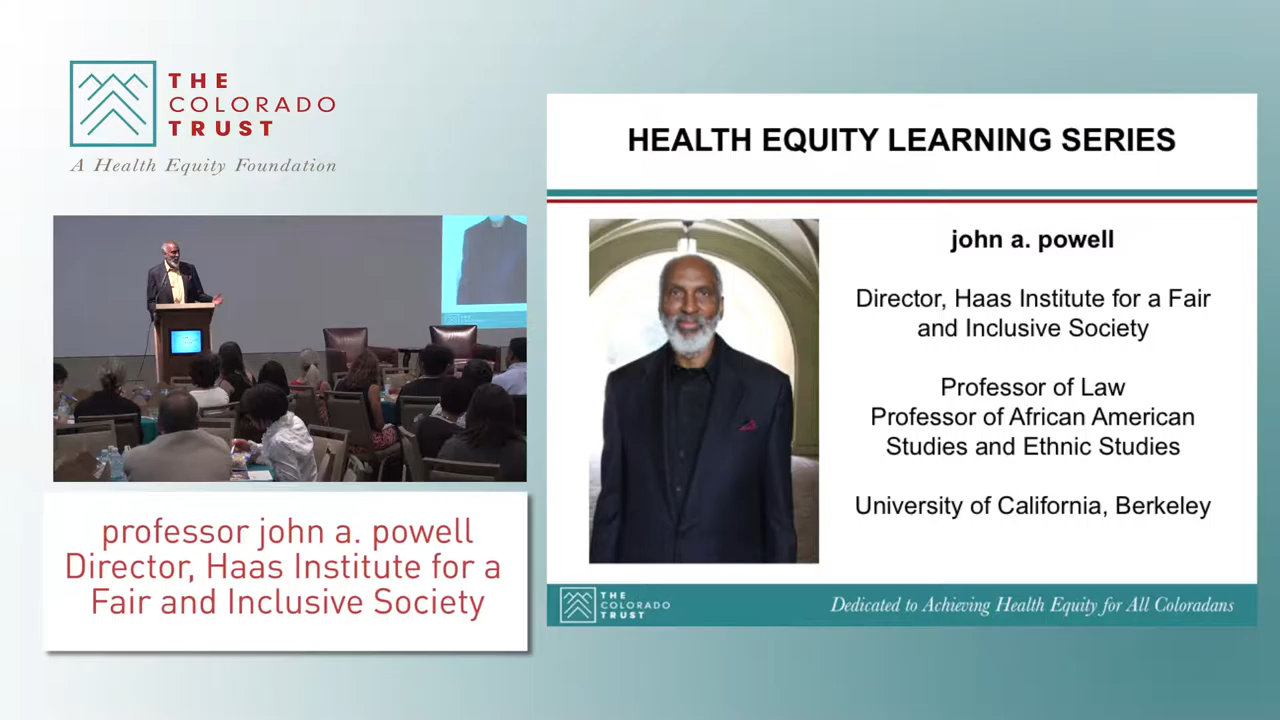 THE
COLORADO
TRUST
A Health Equity Foundation
professor john a. powell
Director, Haas Institute for a
Fair and Inclusive Society
HEALTH EQUITY LEARNING SERIES
john a. powell
Director, Haas Institute for a Fair
and Inclusive Society
Professor of Law
Professor of African American
Studies and Ethnic Studies
University of California, Berkeley
THE
COLORADO
TRUST
Dedicated to Achieving Health Equity for All Coloradans